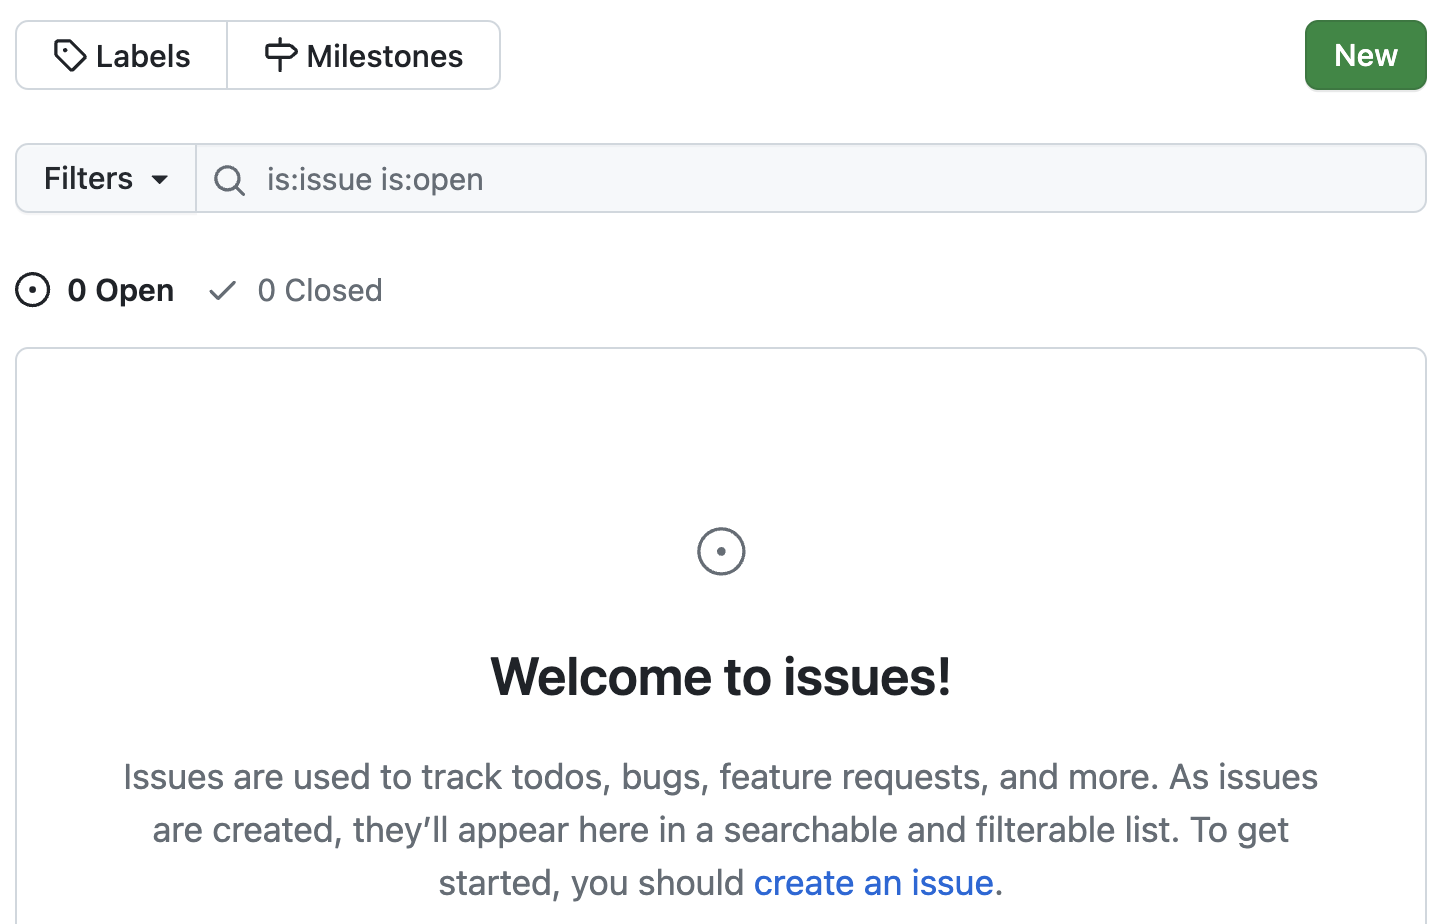 Labels
Milestones
New
Filters
is:issue is:open
0 Open
0 Closed
Welcome to issues!
Issues are used to track todos, bugs, feature requests, and more. As issues
are created, they’ll appear here in a searchable and filterable list. To get
started, you should create an issue.